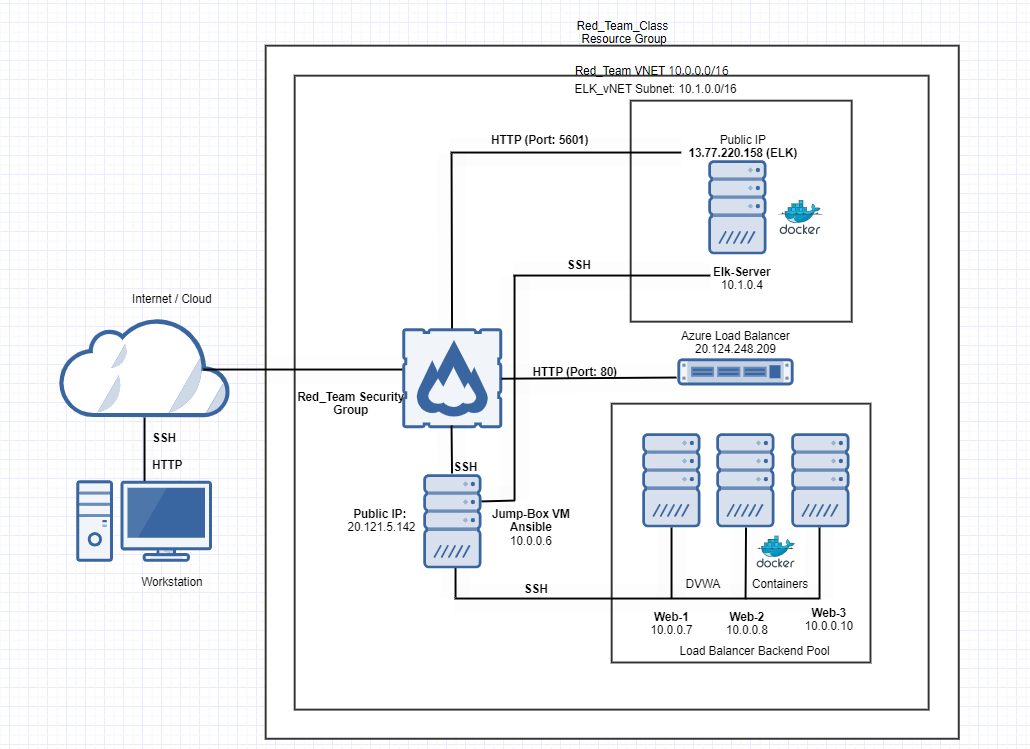 Red_Team_Class
Resource Group
Red_Team VNET 10.0.0.0/16
ELK_vNET Subnet: 10.1.0.0/16
HTTP (Port: 5601)
Public IP
13.77.220.158 (ELK)
docker
SSH
Elk-Server
10.1.0.4
Internet / Cloud
Azure Load Balancer
20.124.248.209
HTTP (Port: 80)
Red_Team Security
Group
SSH
HTTP
SSH
Public IP:
20.121.5.142
Jump-Box VM
Ansible
10.0.0.6
Workstation
docker
DVWA
Containers
SSH
Web-1
10.0.0.7
Web-2
10.0.0.8
Web-3
10.0.0.10
Load Balancer Backend Pool